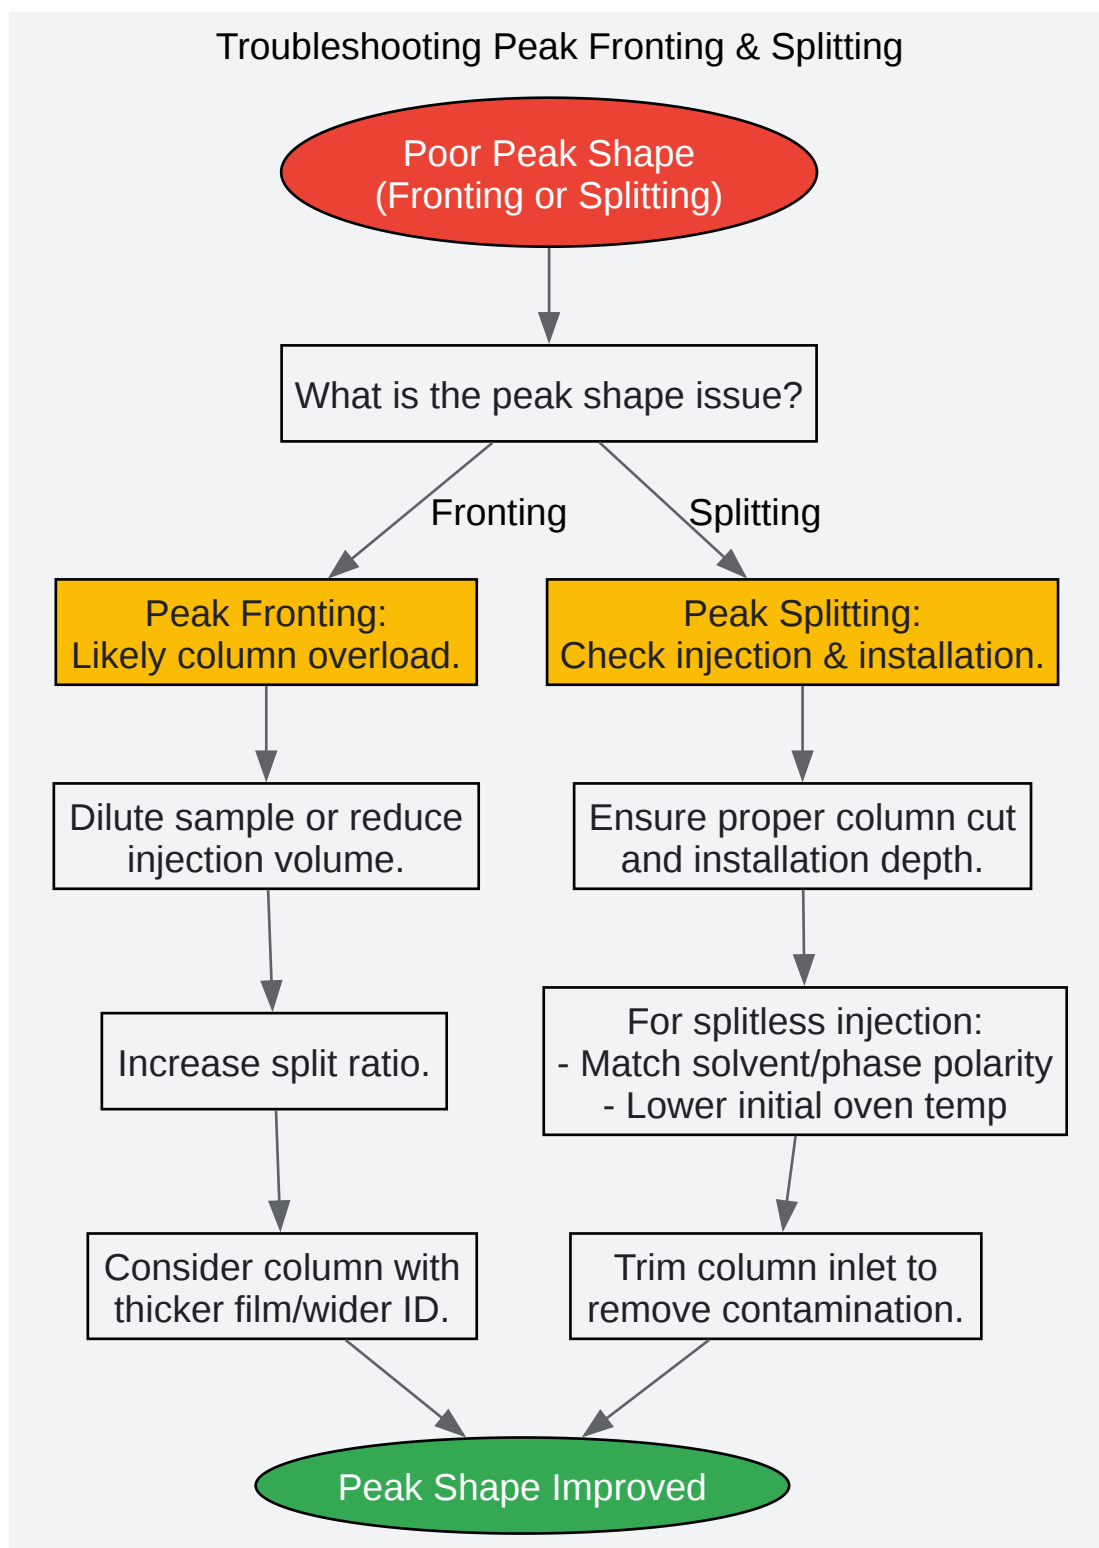 Troubleshooting Peak Fronting & Splitting
Poor Peak Shape
(Fronting or Splitting)
What is the peak shape issue?
Fronting
Splitting
Peak Fronting:
Likely column overload.
Peak Splitting:
Check injection & installation.
Dilute sample or reduce
injection volume.
Ensure proper column cut
and installation depth.
Increase split ratio.
For splitless injection:
- Match solvent/phase polarity
- Lower initial oven temp
Consider column with
thicker film/wider ID.
Trim column inlet to
remove contamination.
Peak Shape Improved